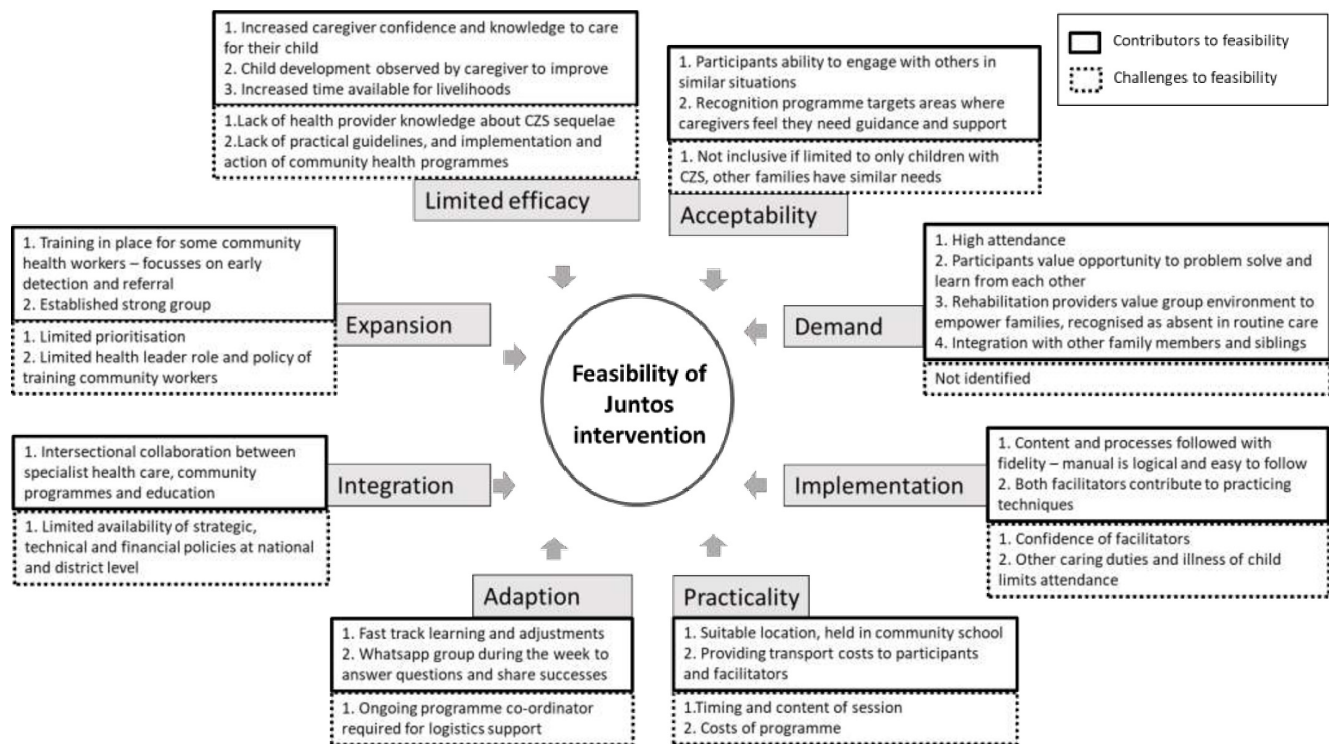 1. Increased caregiver confidence and knowledge to care
for their child
2. Child development observed by caregiver to improve
3. Increased time available for livelihoods
1.Lack of health provider knowledge about CZS sequelae
2.Lack of practical guidelines, and implementation and
action of community health programmes
Limited efficacy
1. Participants ability to engage with others in
similar situations
2. Recognition programme targets areas where
caregivers feel they need guidance and support
1. Not inclusive if limited to only children with
CZS, other families have similar needs
Acceptability
Contributors to feasibility
Challenges to feasibility
1. Training in place for some community
health workers – focusses on early
detection and referral
2. Established strong group
1. Limited prioritisation
2. Limited health leader role and policy of
training community workers
Expansion
Demand
1. High attendance
2. Participants value opportunity to problem solve and
learn from each other
3. Rehabilitation providers value group environment to
empower families, recognised as absent in routine care
4. Integration with other family members and siblings
Not identified
Feasibility of
Juntos
intervention
1. Intersectional collaboration between
specialist health care, community
programmes and education
1. Limited availability of strategic,
technical and financial policies at national
and district level
Integration
Implementation
1. Content and processes followed with
fidelity – manual is logical and easy to follow
2. Both facilitators contribute to practicing
techniques
1. Confidence of facilitators
2. Other caring duties and illness of child
limits attendance
Adaption
1. Fast track learning and adjustments
2. Whatsapp group during the week to
answer questions and share successes
1. Ongoing programme co-ordinator
required for logistics support
Practicality
1. Suitable location, held in community school
2. Providing transport costs to participants
and facilitators
1.Timing and content of session
2. Costs of programme